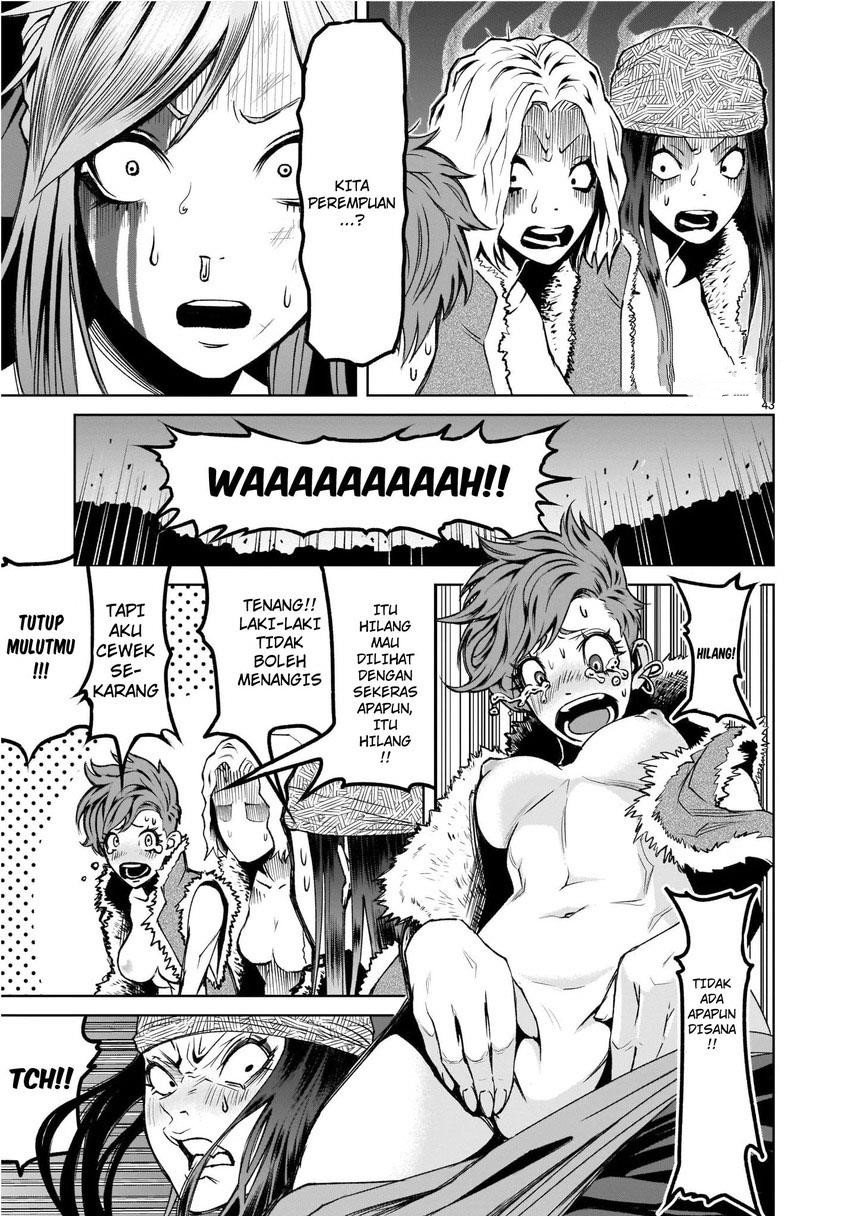 KITA
PEREMPUAN
...?
43
WAAAAAAAAAH!!
HILANG!
ITU
HILANG
MAU
DILIHAT
DENGAN
SEKERAS
APAPUN,
ITU
HILANG
!!
TENANG!!
LAKI-LAKI
TIDAK
BOLEH
MENANGIS
TAPI
AKU
CEWEK
SE-
KARANG
TUTUP
MULUTMU
!!!
TIDAK
ADA
APAPUN
DISANA
!!
TCH!!